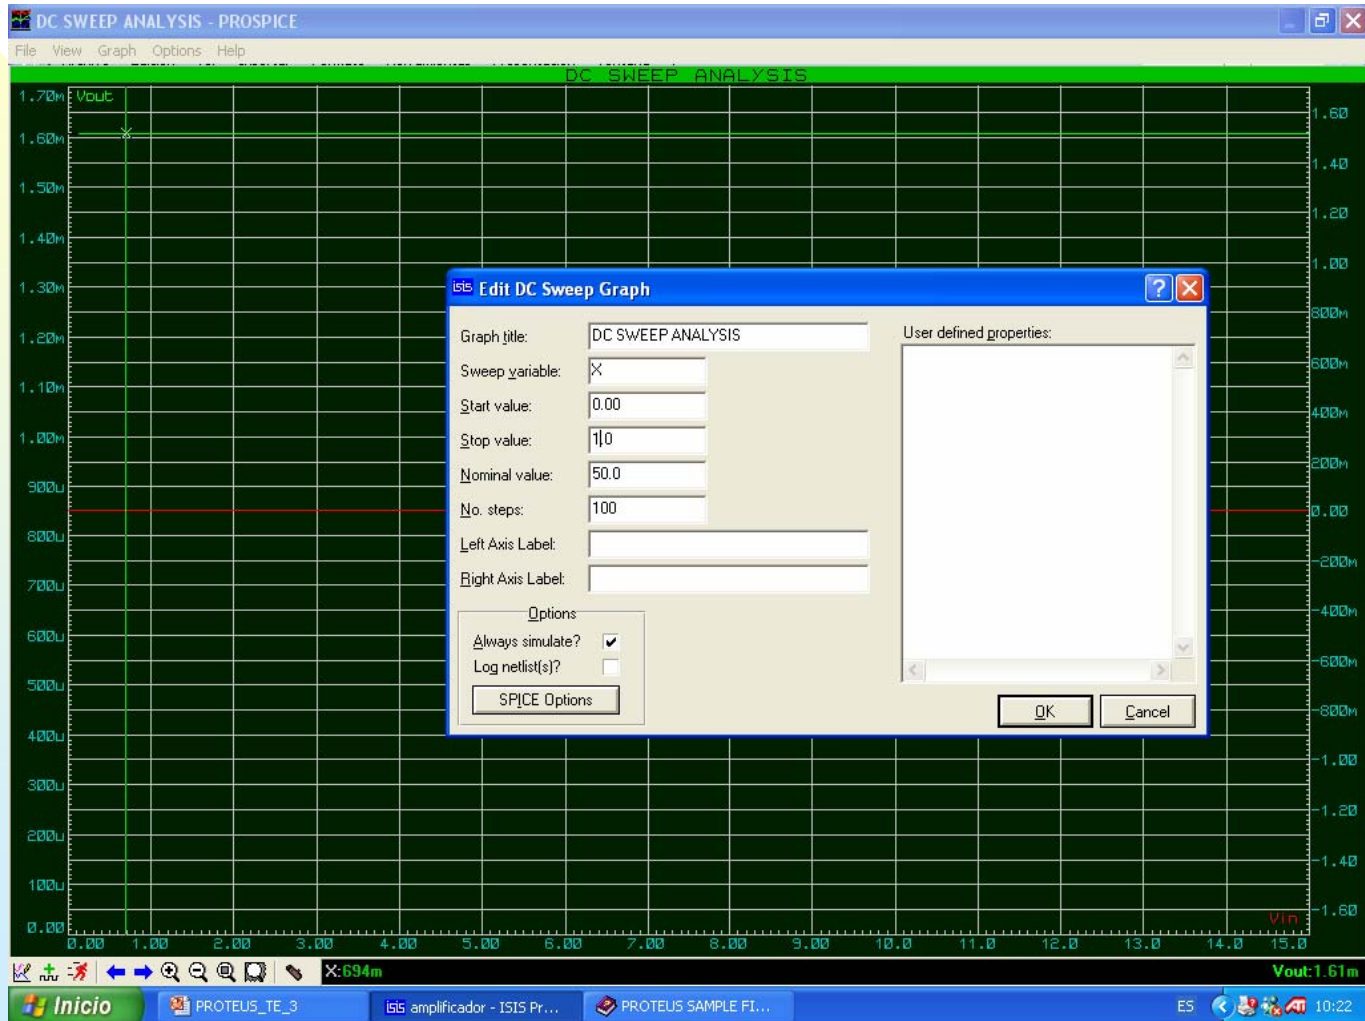 DC SWEEP ANALYSIS - PROSPICE
File View Graph Options Help
DC SWEEP ANALYSIS
Vout
1.70m
1.60m
1.50m
1.40m
1.30m
1.20m
1.10m
1.00m
900u
800u
700u
600u
500u
400u
300u
200u
100u
0.00
1.60
1.40
1.20
1.00
800m
600m
400m
200m
0.00
-200m
-400m
-600m
-800m
-1.00
-1.20
-1.40
-1.60
Vin
0.00 1.00 2.00 3.00 4.00 5.00 6.00 7.00 8.00 9.00 10.0 11.0 12.0 13.0 14.0 15.0
isis Edit DC Sweep Graph
Graph title: DC SWEEP ANALYSIS
User defined properties:
Sweep variable: X
Start value: 0.00
Stop value: 1.0
Nominal value: 50.0
No. steps: 100
Left Axis Label:
Right Axis Label:
Options
Always simulate?
Log netlist(s)?
SPICE Options
OK Cancel
X:694m Vout:1.61m
Inicio PROTEUS_TE_3 isis amplificador - ISIS Pr... PROTEUS SAMPLE FI... ES 10:22